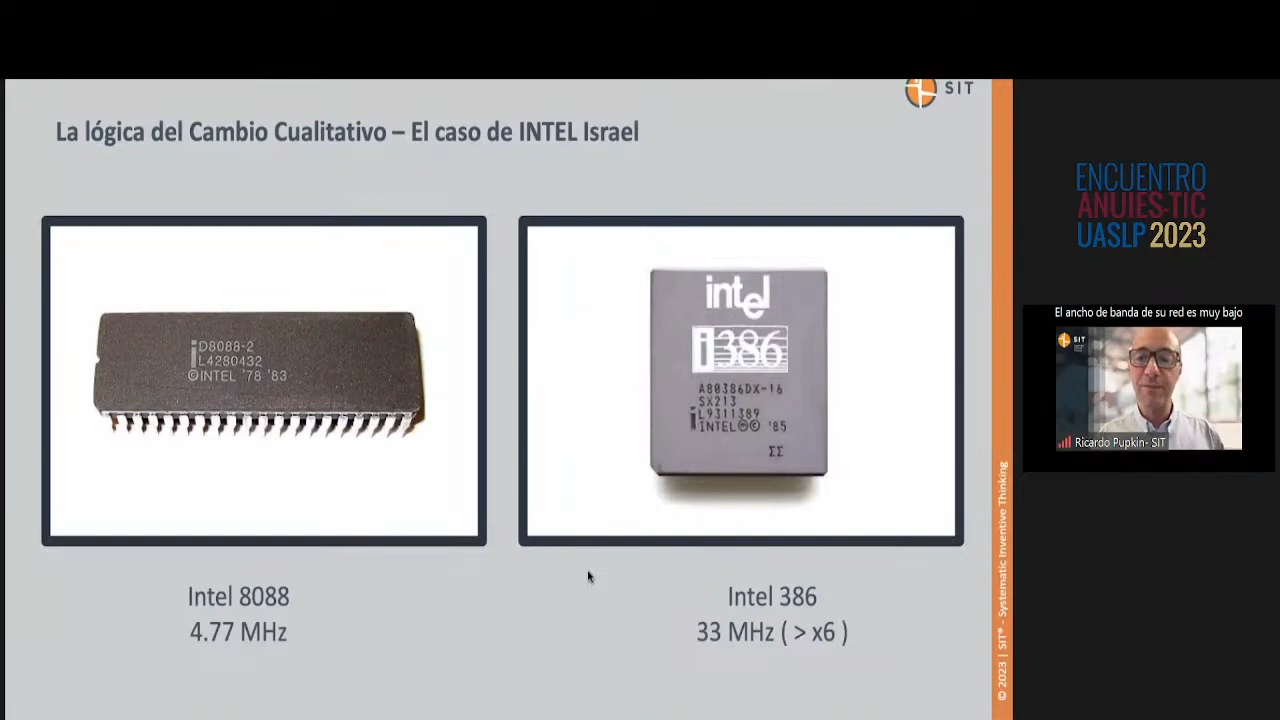 SIT
La lógica del Cambio Cualitativo – El caso de INTEL Israel
D8088-2
L4280432
©INTEL '78 '83
intel
i386
A80386DX-16
SX213
L9311389
INTEL Ⓜ© '85
ΣΣ
Intel 8088
4.77 MHz
Intel 386
33 MHz ( > x6 )
© 2023 | SIT® - Systematic Inventive Thinking
ENCUENTRO
ANUIES-TIC
UASLP 2023
El ancho de banda de su red es muy bajo
SIT
Ricardo Pupkin- SIT